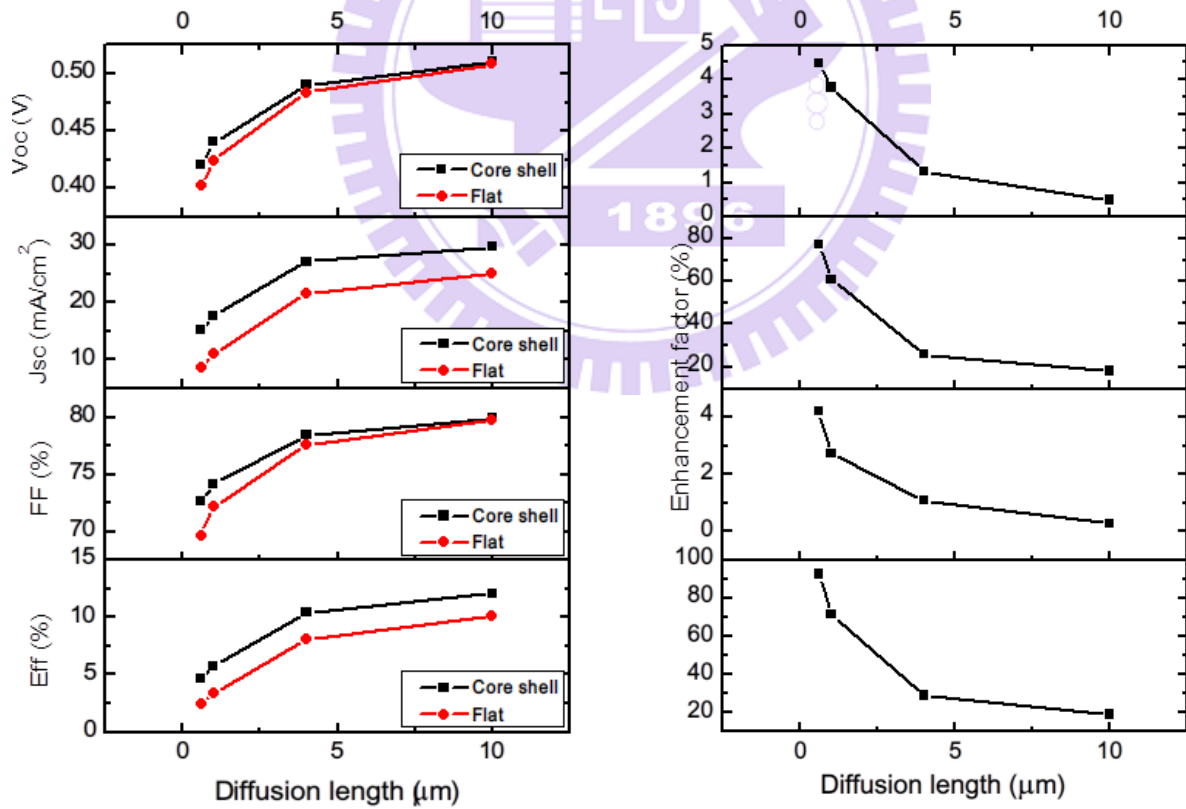 0 5 10
0.50
0.45
0.40
Voc (V)
Core shell
Flat
30
20
10
Jsc (mA/cm²)
Core shell
Flat
80
75
70
FF (%)
Core shell
Flat
15
10
5
0
Eff (%)
Core shell
Flat
0 5 10
Diffusion length (μm)
0 5 10
5
4
3
2
1
0
80
60
40
20
4
2
0
100
80
60
40
20
Enhancement factor (%)
0 5 10
Diffusion length (μm)
1896